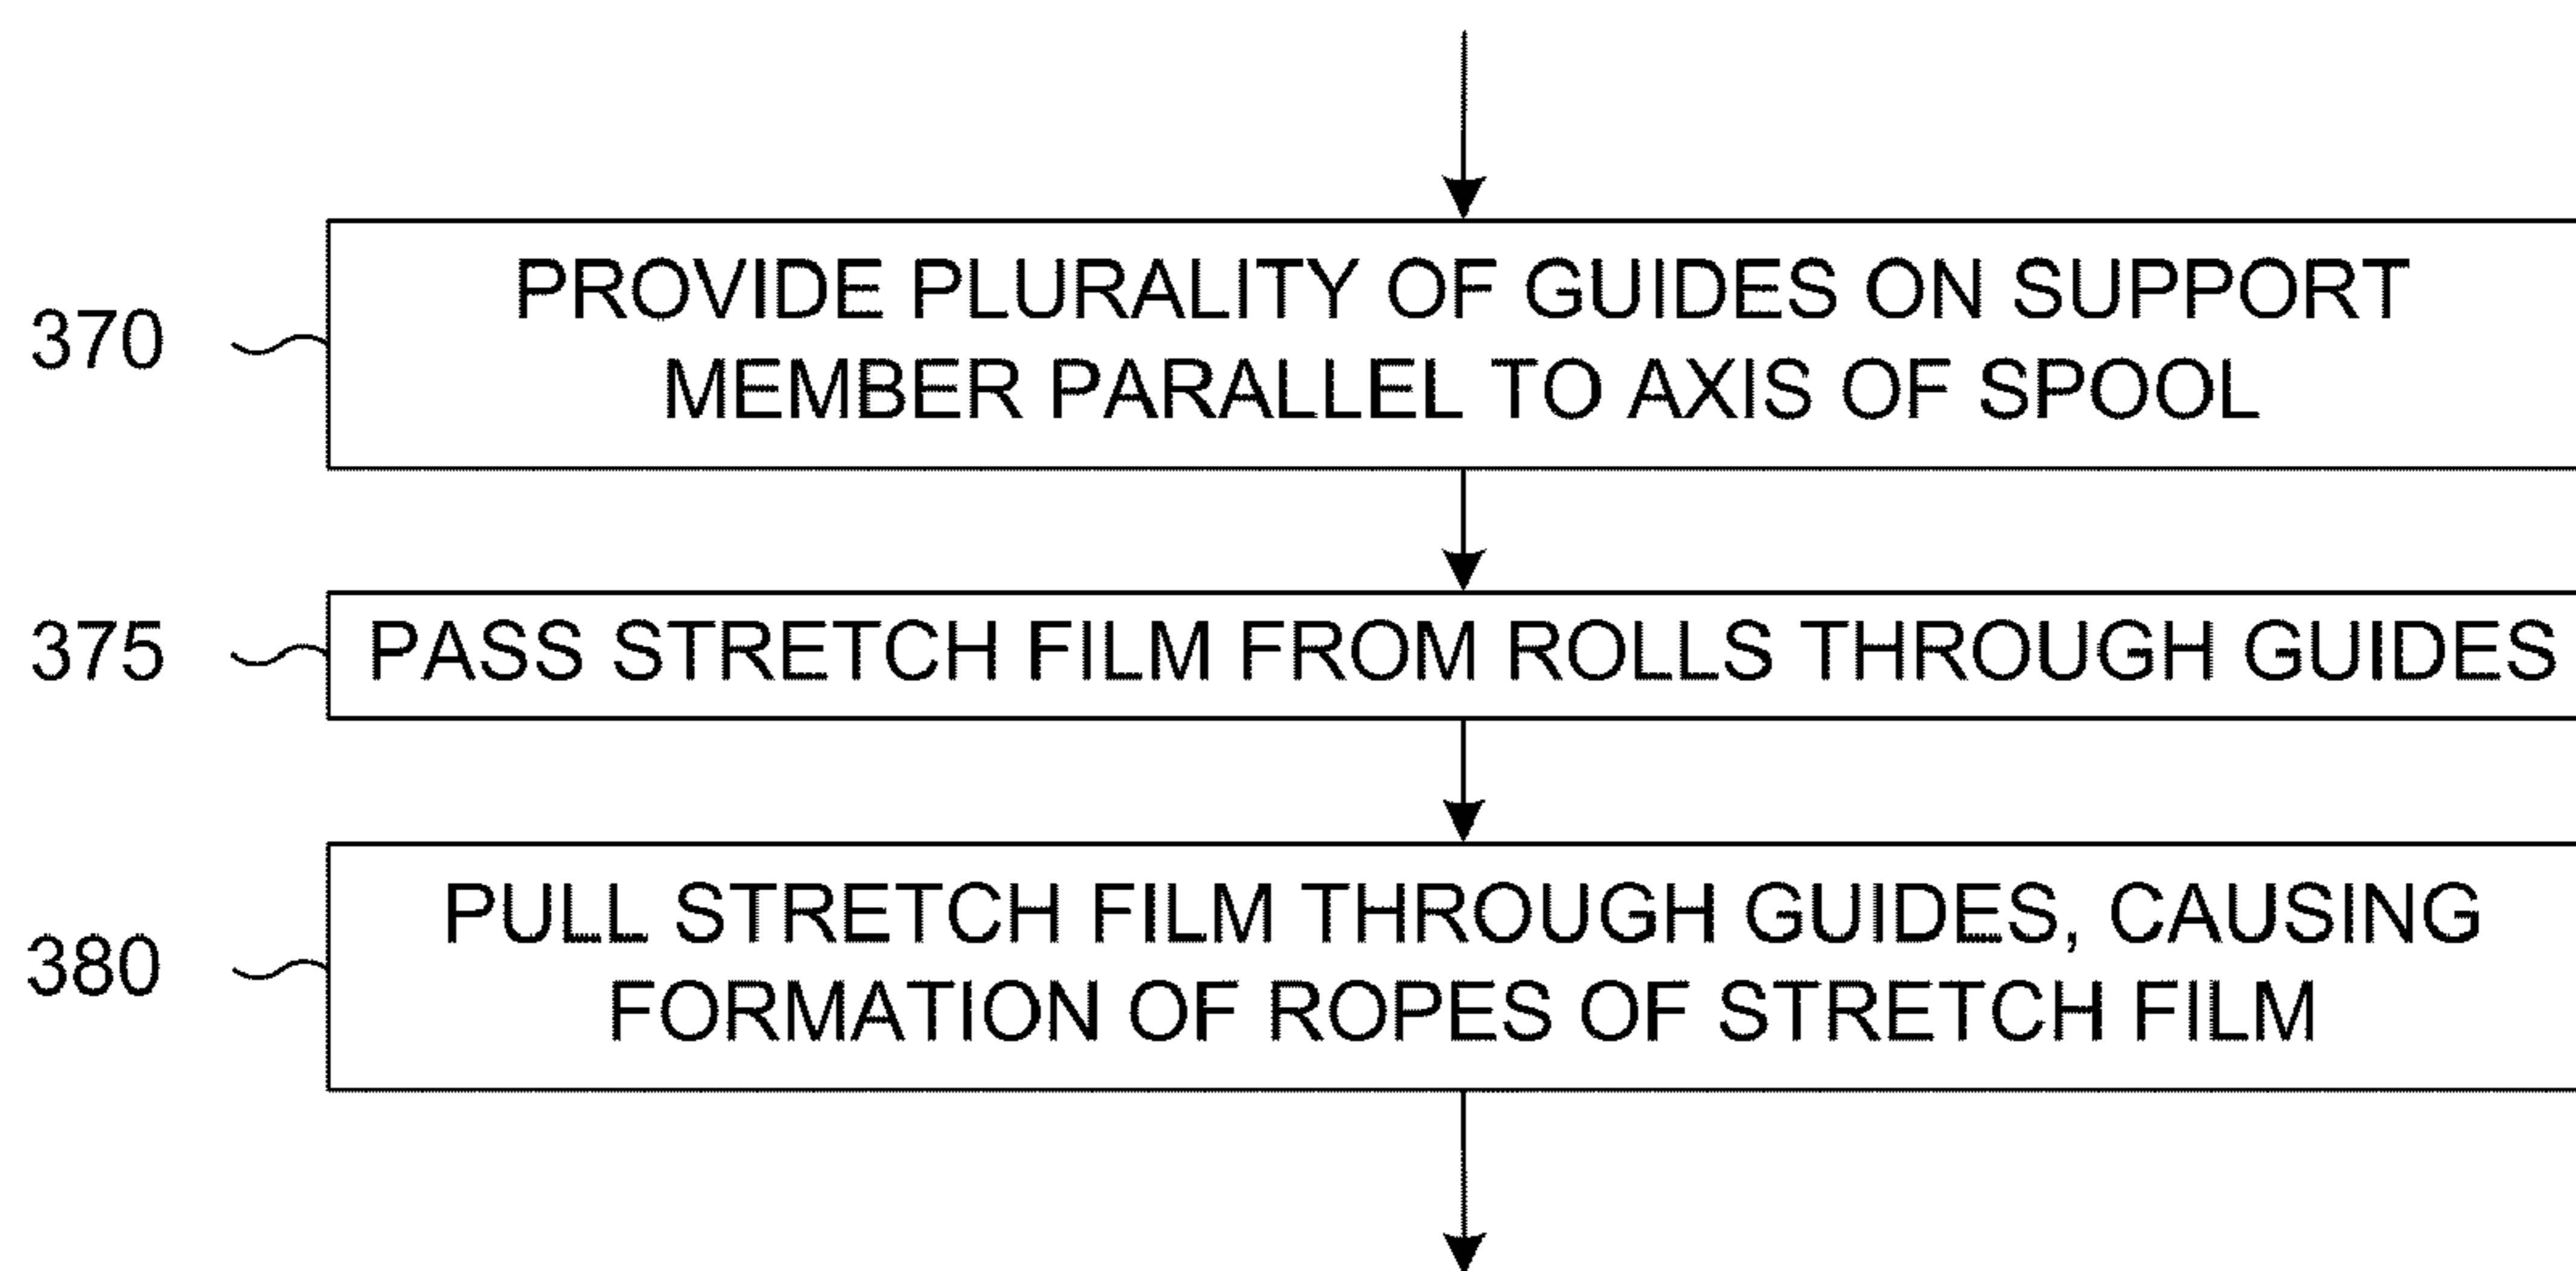 370
PROVIDE PLURALITY OF GUIDES ON SUPPORT
MEMBER PARALLEL TO AXIS OF SPOOL
375
PASS STRETCH FILM FROM ROLLS THROUGH GUIDES
380
PULL STRETCH FILM THROUGH GUIDES, CAUSING
FORMATION OF ROPES OF STRETCH FILM